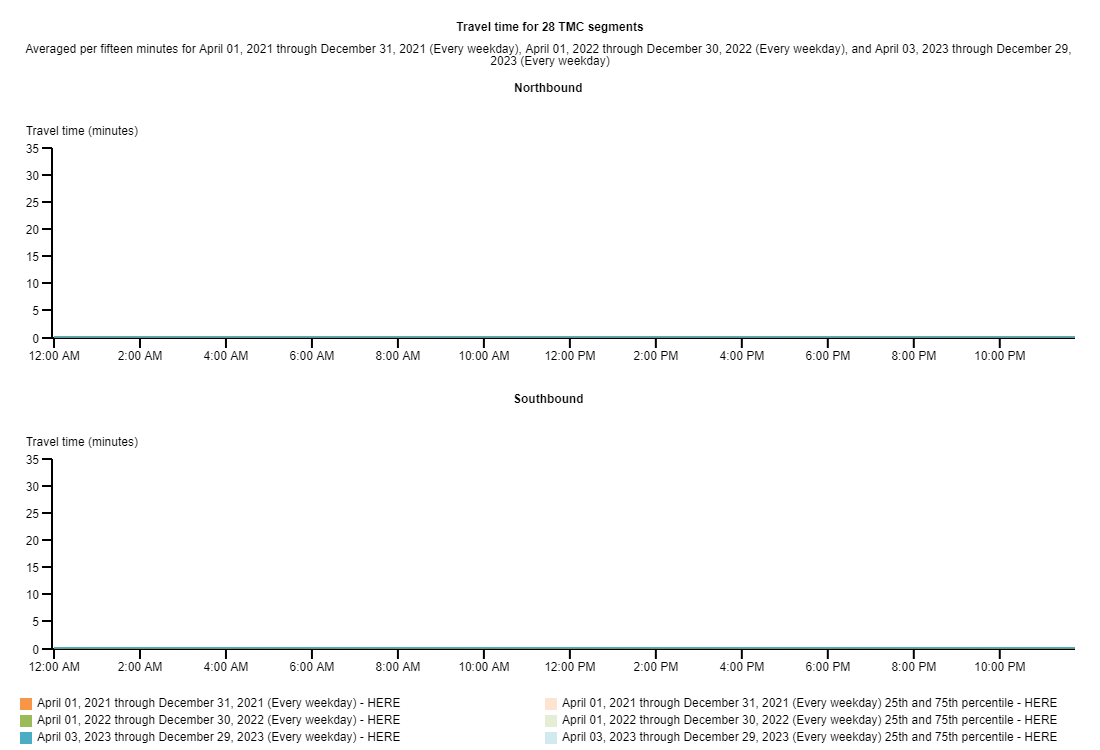 Travel time for 28 TMC segments
Averaged per fifteen minutes for April 01, 2021 through December 31, 2021 (Every weekday), April 01, 2022 through December 30, 2022 (Every weekday), and April 03, 2023 through December 29,
2023 (Every weekday)
Northbound
Travel time (minutes)
35
30
25
20
15
10
5
0
12:00 AM 2:00 AM 4:00 AM 6:00 AM 8:00 AM 10:00 AM 12:00 PM 2:00 PM 4:00 PM 6:00 PM 8:00 PM 10:00 PM
Southbound
Travel time (minutes)
35
30
25
20
15
10
5
0
12:00 AM 2:00 AM 4:00 AM 6:00 AM 8:00 AM 10:00 AM 12:00 PM 2:00 PM 4:00 PM 6:00 PM 8:00 PM 10:00 PM
April 01, 2021 through December 31, 2021 (Every weekday) - HERE
April 01, 2022 through December 30, 2022 (Every weekday) - HERE
April 03, 2023 through December 29, 2023 (Every weekday) - HERE
April 01, 2021 through December 31, 2021 (Every weekday) 25th and 75th percentile - HERE
April 01, 2022 through December 30, 2022 (Every weekday) 25th and 75th percentile - HERE
April 03, 2023 through December 29, 2023 (Every weekday) 25th and 75th percentile - HERE